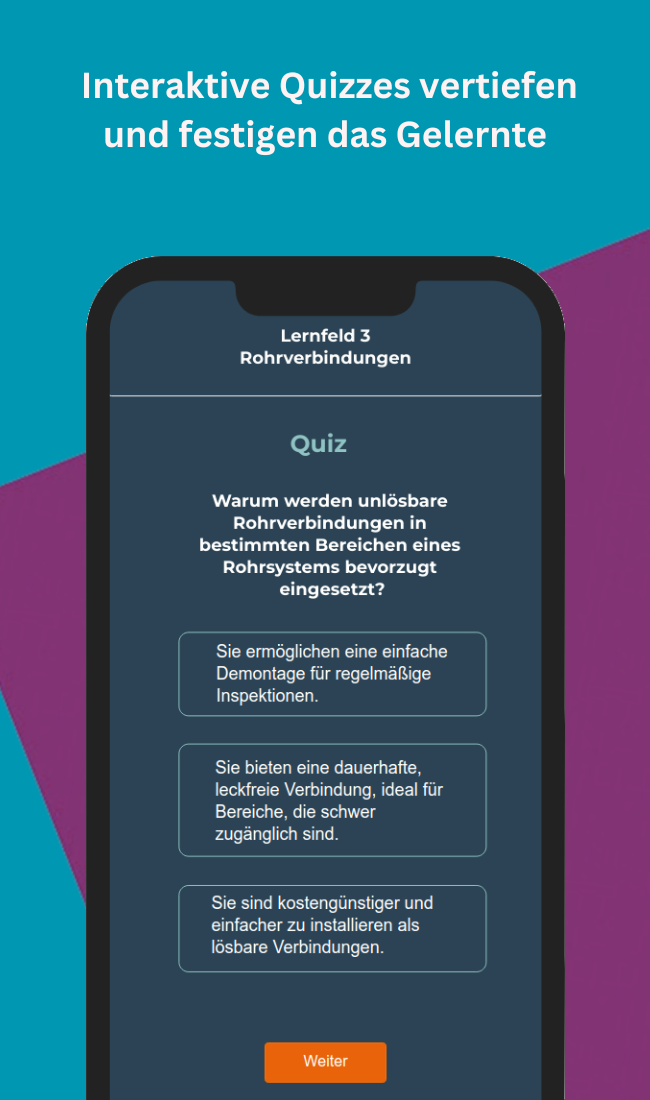 Interaktive Quizzes vertiefen
und festigen das Gelernte
Lernfeld 3
Rohrverbindungen
Quiz
Warum werden unlösbare
Rohrverbindungen in
bestimmten Bereichen eines
Rohrsystems bevorzugt
eingesetzt?
Sie ermöglichen eine einfache
Demontage für regelmäßige
Inspektionen.
Sie bieten eine dauerhafte,
leckfreie Verbindung, ideal für
Bereiche, die schwer
zugänglich sind.
Sie sind kostengünstiger und
einfacher zu installieren als
lösbare Verbindungen.
Weiter